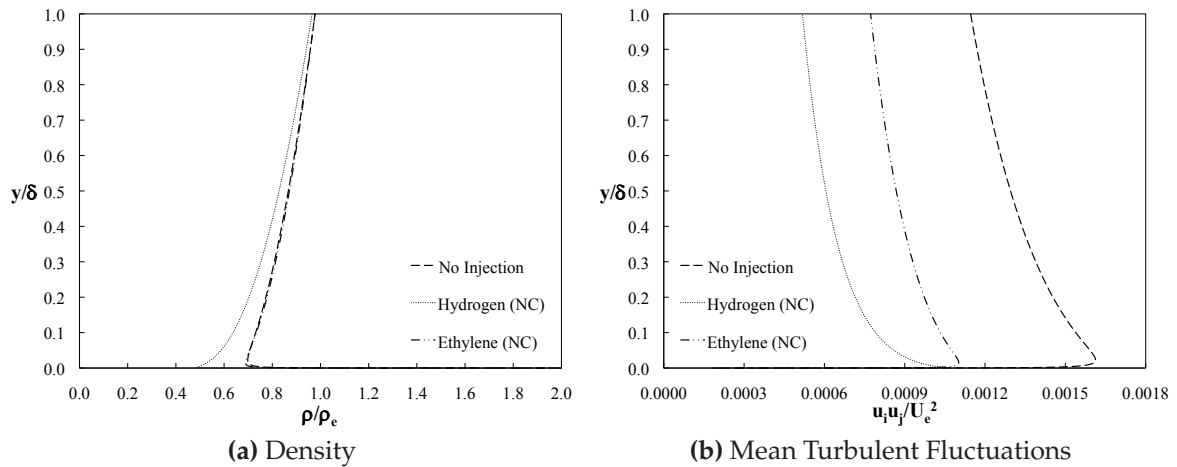 1.0
0.9
0.8
0.7
0.6
y/δ 0.5
0.4
0.3
0.2
0.1
0.0
0.0 0.2 0.4 0.6 0.8 1.0 1.2 1.4 1.6 1.8 2.0
ρ/ρe
No Injection
Hydrogen (NC)
Ethylene (NC)
(a) Density
1.0
0.9
0.8
0.7
0.6
y/δ 0.5
0.4
0.3
0.2
0.1
0.0
0.0000 0.0003 0.0006 0.0009 0.0012 0.0015 0.0018
uiuj/Ue2
No Injection
Hydrogen (NC)
Ethylene (NC)
(b) Mean Turbulent Fluctuations